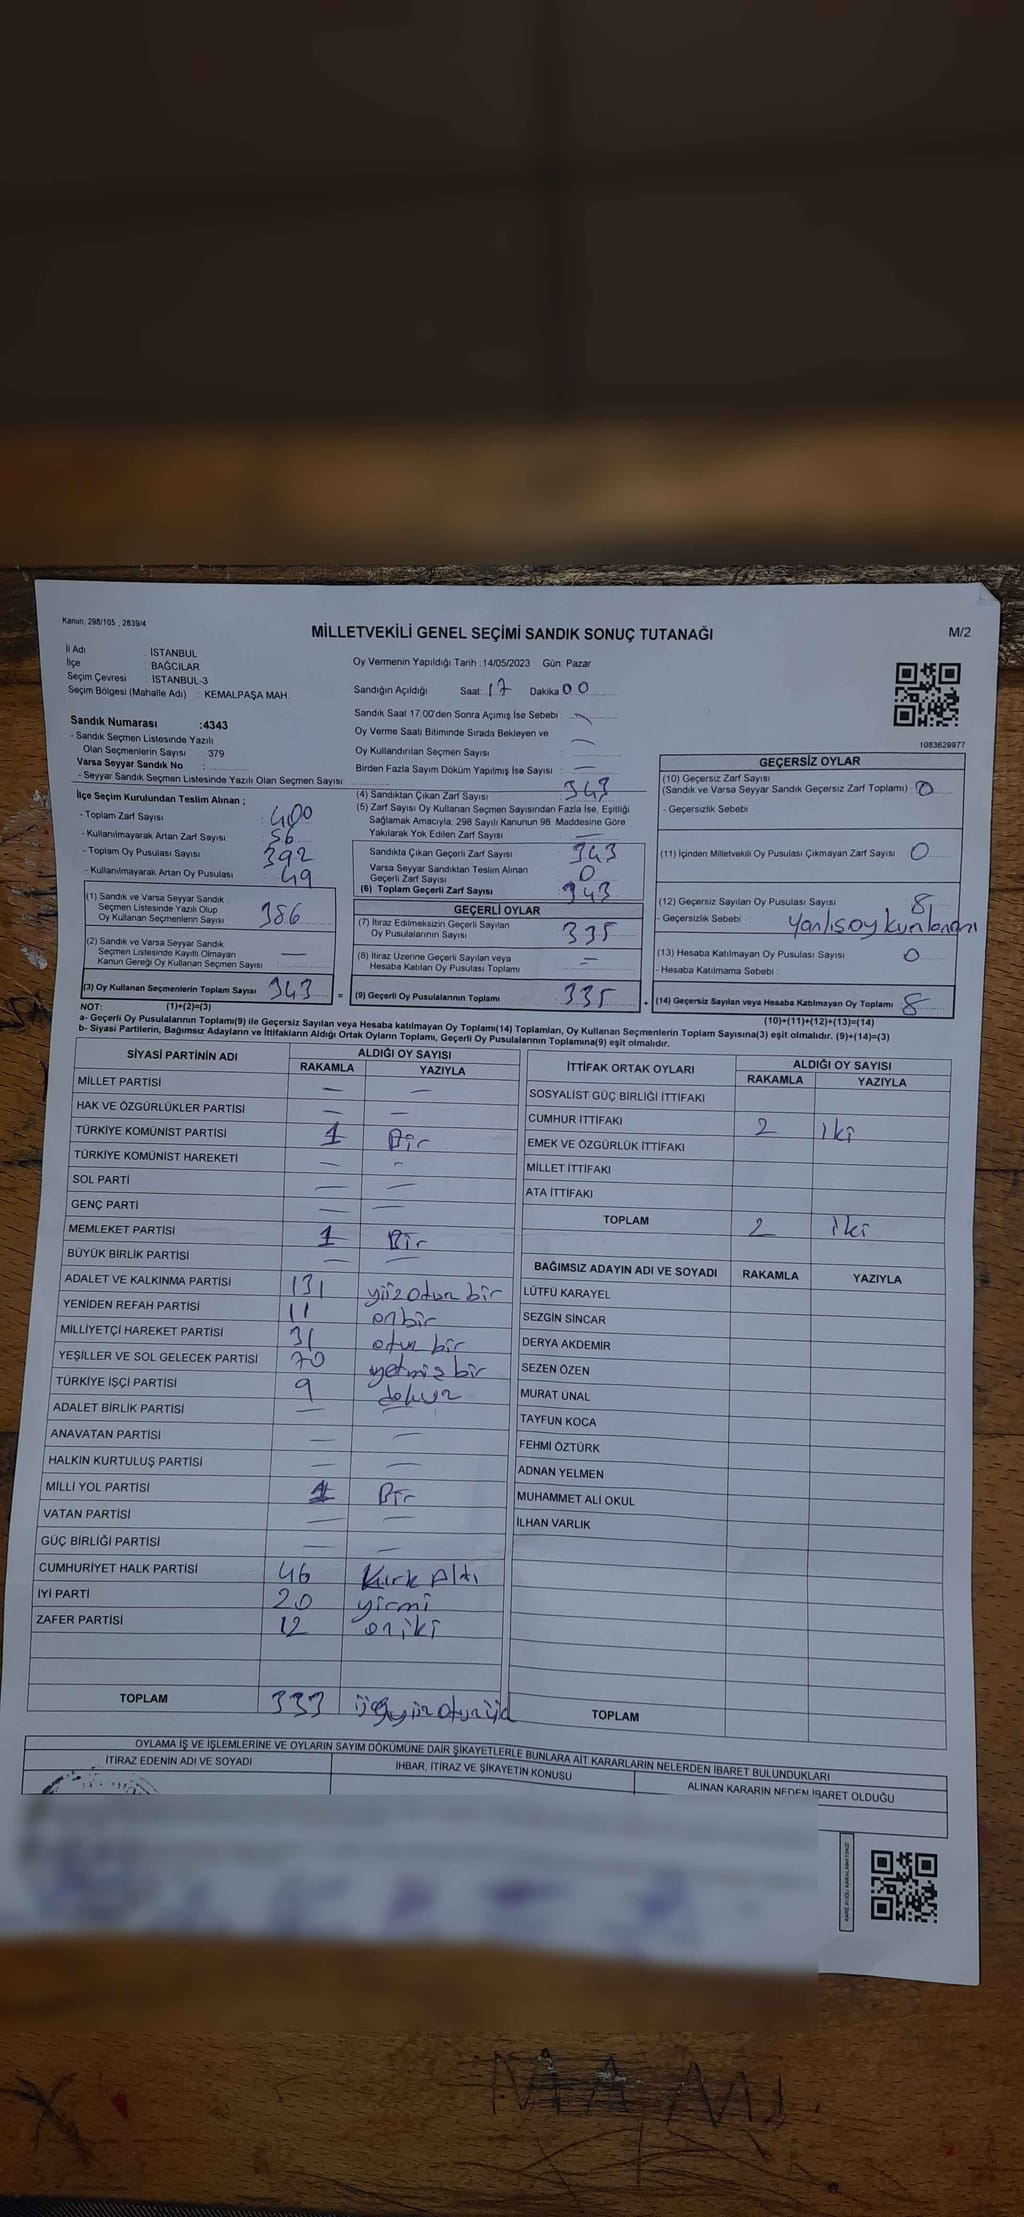 Kanun; 298/105 , 2839/4
MİLLETVEKİLİ GENEL SEÇİMİ SANDIK SONUÇ TUTANAĞI
M/2
İl Adı : İSTANBUL
İlçe : BAĞCILAR
Seçim Çevresi : İSTANBUL-3
Seçim Bölgesi (Mahalle Adı) : KEMALPAŞA MAH.
Oy Vermenin Yapıldığı Tarih :14/05/2023 Gün: Pazar
Sandığın Açıldığı Saat: 17 Dakika 00
Sandık Saat 17:00'den Sonra Açımış İse Sebebi :
Oy Verme Saati Bitiminde Sırada Bekleyen ve
Oy Kullandırılan Seçmen Sayısı : —
Birden Fazla Sayım Döküm Yapılmış İse Sayısı : —
Sandık Numarası :4343
- Sandık Seçmen Listesinde Yazılı
Olan Seçmenlerin Sayısı : 379
Varsa Seyyar Sandık No :
- Seyyar Sandık Seçmen Listesinde Yazılı Olan Seçmen Sayısı:
1083629977
İlçe Seçim Kurulundan Teslim Alınan ;
- Toplam Zarf Sayısı : 400
- Kullanılmayarak Artan Zarf Sayısı : 56
- Toplam Oy Pusulası Sayısı : 392
- Kullanılmayarak Artan Oy Pusulası : 49
(1) Sandık ve Varsa Seyyar Sandık
Seçmen Listesinde Yazılı Olup
Oy Kullanan Seçmenlerin Sayısı : 386
(2) Sandık ve Varsa Seyyar Sandık
Seçmen Listesinde Kayıtlı Olmayan
Kanun Gereği Oy Kullanan Seçmen Sayısı : —
(3) Oy Kullanan Seçmenlerin Toplam Sayısı : 343
(4) Sandıktan Çıkan Zarf Sayısı : 343
(5) Zarf Sayısı Oy Kullanan Seçmen Sayısından Fazla İse, Eşitliği
Sağlamak Amacıyla, 298 Sayılı Kanunun 98. Maddesine Göre
Yakılarak Yok Edilen Zarf Sayısı : —
Sandıkta Çıkan Geçerli Zarf Sayısı : 343
Varsa Seyyar Sandıktan Teslim Alınan
Geçerli Zarf Sayısı : 0
(6) Toplam Geçerli Zarf Sayısı : 343
GEÇERLİ OYLAR
(7) İtiraz Edilmeksizin Geçerli Sayılan
Oy Pusulalarının Sayısı : 335
(8) İtiraz Üzerine Geçerli Sayılan veya
Hesaba Katılan Oy Pusulası Toplamı : —
= (9) Geçerli Oy Pusulalarının Toplamı : 335
GEÇERSİZ OYLAR
(10) Geçersiz Zarf Sayısı
(Sandık ve Varsa Seyyar Sandık Geçersiz Zarf Toplamı) : 0
- Geçersizlik Sebebi :
(11) İçinden Milletvekili Oy Pusulası Çıkmayan Zarf Sayısı : 0
(12) Geçersiz Sayılan Oy Pusulası Sayısı : 8
- Geçersizlik Sebebi : yanlış oy kullanımı
(13) Hesaba Katılmayan Oy Pusulası Sayısı : 0
- Hesaba Katılmama Sebebi :
+ (14) Geçersiz Sayılan veya Hesaba Katılmayan Oy Toplamı : 8
NOT: (1)+(2)=(3)
(10)+(11)+(12)+(13)=(14)
a- Geçerli Oy Pusulalarının Toplamı(9) ile Geçersiz Sayılan veya Hesaba katılmayan Oy Toplamı(14) Toplamları, Oy Kullanan Seçmenlerin Toplam Sayısına(3) eşit olmalıdır. (9)+(14)=(3)
b- Siyasi Partilerin, Bağımsız Adayların ve İttifakların Aldığı Ortak Oyların Toplamı, Geçerli Oy Pusulalarının Toplamına(9) eşit olmalıdır.
SİYASİ PARTİNİN ADI ALDIĞI OY SAYISI
RAKAMLA YAZIYLA
MİLLET PARTİSİ — —
HAK VE ÖZGÜRLÜKLER PARTİSİ — —
TÜRKİYE KOMÜNİST PARTİSİ 1 Bir
TÜRKİYE KOMÜNİST HAREKETİ — —
SOL PARTİ — —
GENÇ PARTİ — —
MEMLEKET PARTİSİ 1 Bir
BÜYÜK BİRLİK PARTİSİ — —
ADALET VE KALKINMA PARTİSİ 131 yüzotuz bir
YENİDEN REFAH PARTİSİ 11 onbir
MİLLİYETÇİ HAREKET PARTİSİ 31 otuz bir
YEŞİLLER VE SOL GELECEK PARTİSİ 70 yetmiş bir
TÜRKİYE İŞÇİ PARTİSİ 9 dokuz
ADALET BİRLİK PARTİSİ — —
ANAVATAN PARTİSİ — —
HALKIN KURTULUŞ PARTİSİ — —
MİLLİ YOL PARTİSİ 1 Bir
VATAN PARTİSİ — —
GÜÇ BİRLİĞİ PARTİSİ — —
CUMHURİYET HALK PARTİSİ 46 Kırk Altı
İYİ PARTİ 20 yirmi
ZAFER PARTİSİ 12 oniki
TOPLAM 333 üçyüzotuzüç
İTTİFAK ORTAK OYLARI ALDIĞI OY SAYISI
RAKAMLA YAZIYLA
SOSYALİST GÜÇ BİRLİĞİ İTTİFAKI
CUMHUR İTTİFAKI 2 iki
EMEK VE ÖZGÜRLÜK İTTİFAKI
MİLLET İTTİFAKI
ATA İTTİFAKI
TOPLAM 2 iki
BAĞIMSIZ ADAYIN ADI VE SOYADI RAKAMLA YAZIYLA
LÜTFÜ KARAYEL
SEZGİN SİNCAR
DERYA AKDEMİR
SEZEN ÖZEN
MURAT ÜNAL
TAYFUN KOCA
FEHMİ ÖZTÜRK
ADNAN YELMEN
MUHAMMET ALİ OKUL
İLHAN VARLIK
TOPLAM
OYLAMA İŞ VE İŞLEMLERİNE VE OYLARIN SAYIM DÖKÜMÜNE DAİR ŞİKAYETLERLE BUNLARA AİT KARARLARIN NELERDEN İBARET BULUNDUKLARI
İTİRAZ EDENİN ADI VE SOYADI İHBAR, İTİRAZ VE ŞİKAYETİN KONUSU ALINAN KARARIN NEDEN İBARET OLDUĞU
KARE KODU KARALAMAYINIZ!